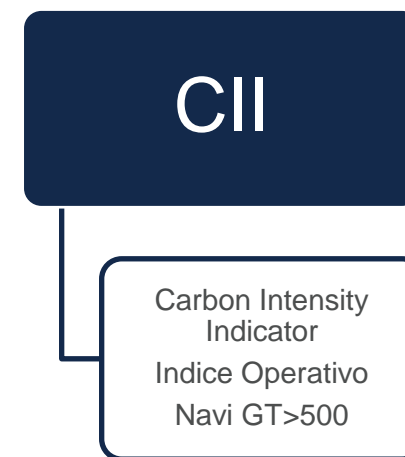 CII
Carbon Intensity
Indicator
Indice Operativo
Navi GT>500